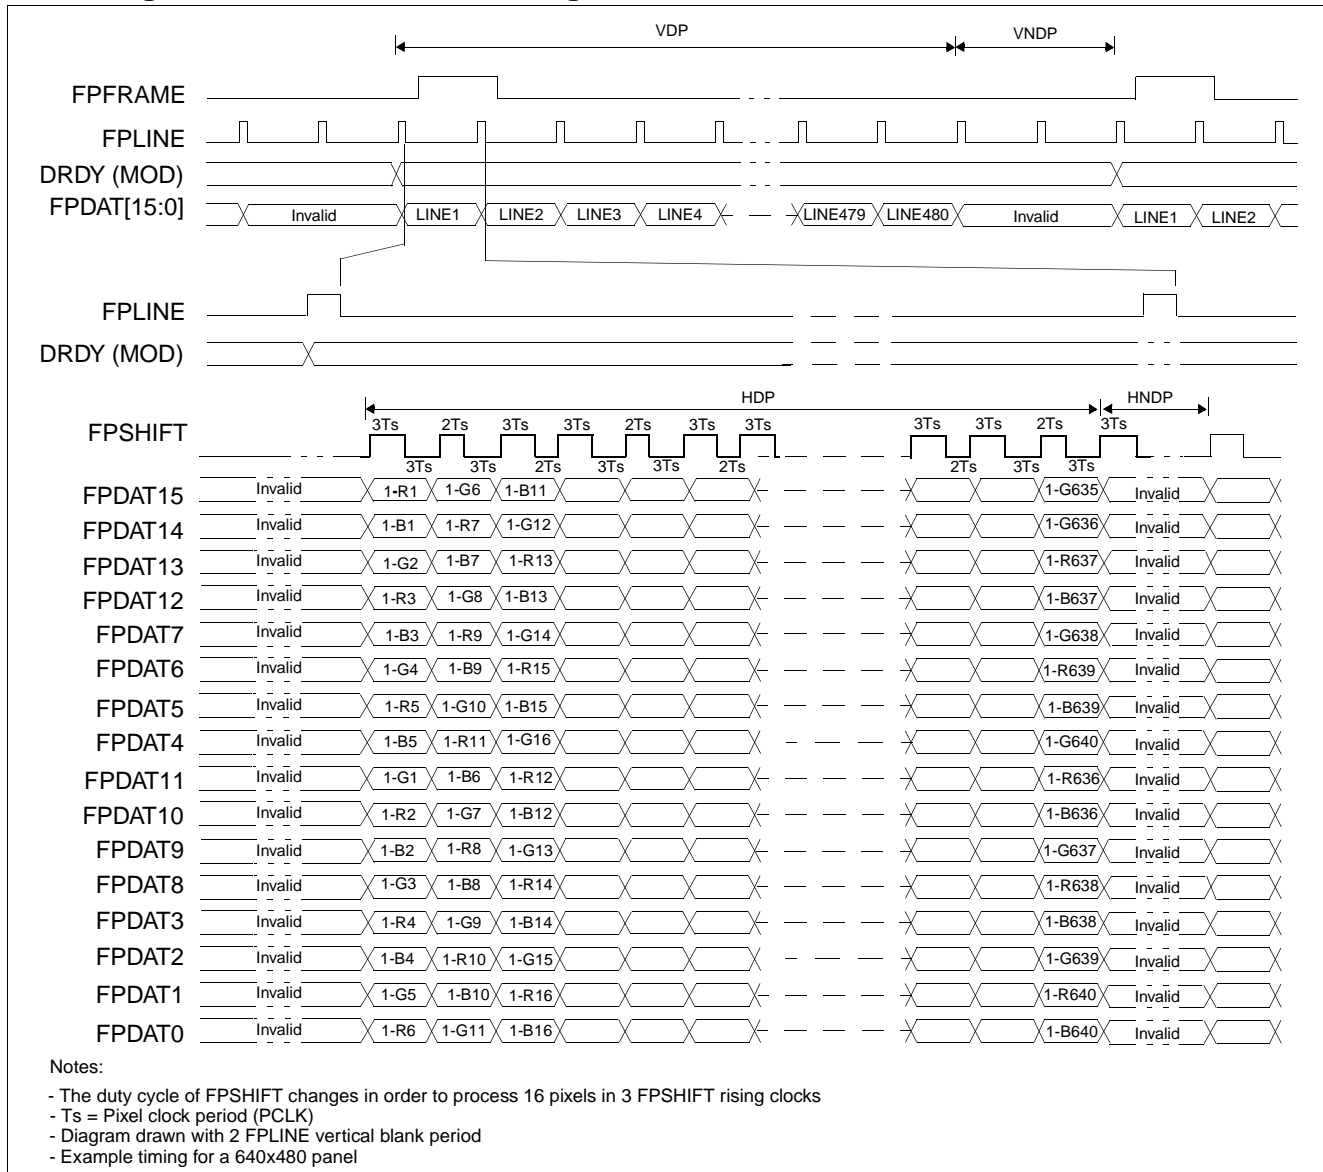 VDP VNDP
FPFRAME
FPLINE
DRDY (MOD)
FPDAT[15:0] Invalid LINE1 LINE2 LINE3 LINE4 LINE479 LINE480 Invalid LINE1 LINE2
FPLINE
DRDY (MOD)
HDP HNDP
FPSHIFT 3Ts 2Ts 3Ts 3Ts 2Ts 3Ts 3Ts 3Ts 3Ts 2Ts 3Ts
3Ts 3Ts 2Ts 3Ts 3Ts 2Ts 2Ts 3Ts 3Ts
FPDAT15 Invalid 1-R1 1-G6 1-B11 1-G635 Invalid
FPDAT14 Invalid 1-B1 1-R7 1-G12 1-G636 Invalid
FPDAT13 Invalid 1-G2 1-B7 1-R13 1-R637 Invalid
FPDAT12 Invalid 1-R3 1-G8 1-B13 1-B637 Invalid
FPDAT7 Invalid 1-B3 1-R9 1-G14 1-G638 Invalid
FPDAT6 Invalid 1-G4 1-B9 1-R15 1-R639 Invalid
FPDAT5 Invalid 1-R5 1-G10 1-B15 1-B639 Invalid
FPDAT4 Invalid 1-B5 1-R11 1-G16 1-G640 Invalid
FPDAT11 Invalid 1-G1 1-B6 1-R12 1-R636 Invalid
FPDAT10 Invalid 1-R2 1-G7 1-B12 1-B636 Invalid
FPDAT9 Invalid 1-B2 1-R8 1-G13 1-G637 Invalid
FPDAT8 Invalid 1-G3 1-B8 1-R14 1-R638 Invalid
FPDAT3 Invalid 1-R4 1-G9 1-B14 1-B638 Invalid
FPDAT2 Invalid 1-B4 1-R10 1-G15 1-G639 Invalid
FPDAT1 Invalid 1-G5 1-B10 1-R16 1-R640 Invalid
FPDAT0 Invalid 1-R6 1-G11 1-B16 1-B640 Invalid
Notes:
- The duty cycle of FPSHIFT changes in order to process 16 pixels in 3 FPSHIFT rising clocks
- Ts = Pixel clock period (PCLK)
- Diagram drawn with 2 FPLINE vertical blank period
- Example timing for a 640x480 panel